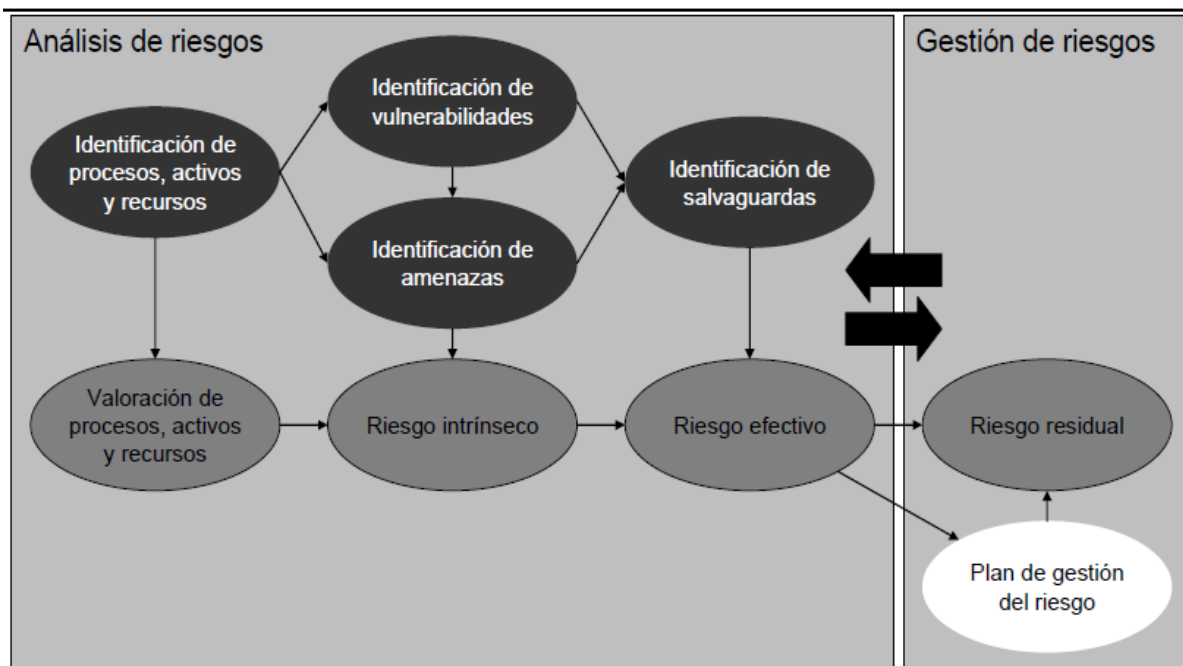 Análisis de riesgos
Gestión de riesgos
Identificación de
vulnerabilidades
Identificación de
procesos, activos
y recursos
Identificación de
salvaguardas
Identificación de
amenazas
Valoración de
procesos, activos
y recursos
Riesgo intrínseco
Riesgo efectivo
Riesgo residual
Plan de gestión
del riesgo